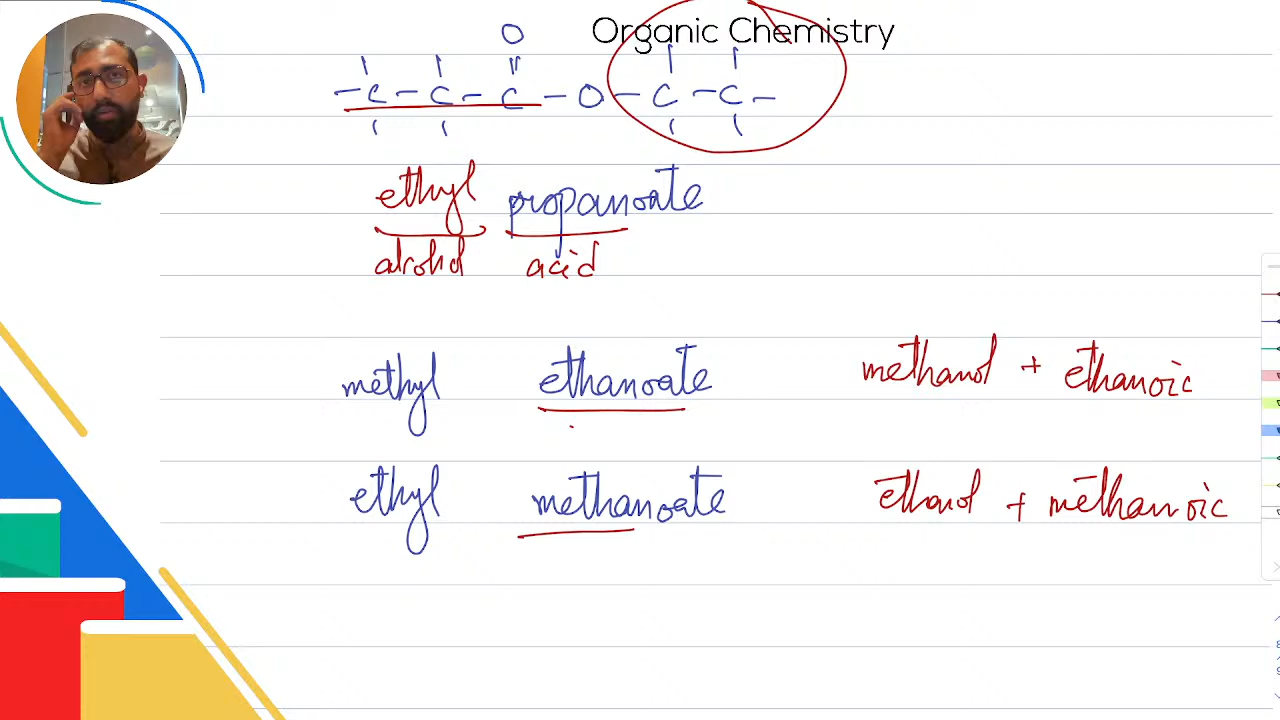 Organic Chemistry
O
– C – C – C – O – C – C –
ethyl propanoate
alcohol acid
methyl ethanoate methanol + ethanoic
ethyl methanoate ethanol + methanoic